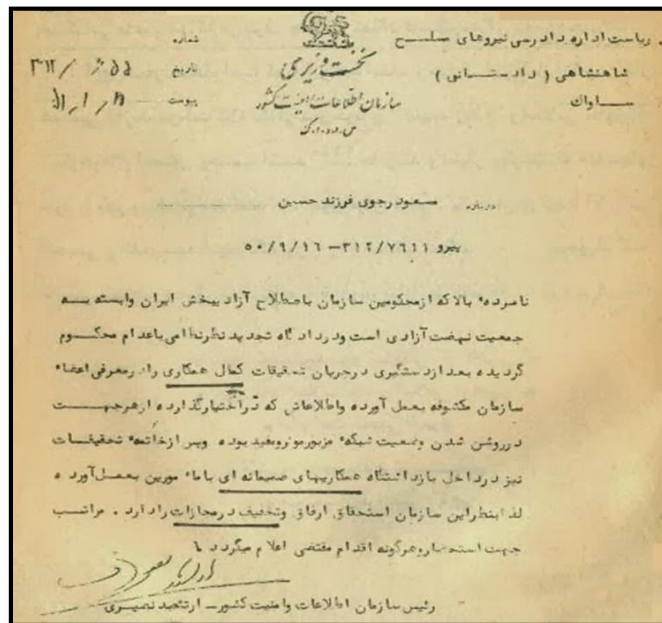 ریاست اداره دادرسی نیروهای مسلح
شاهنشاهی (دادستانی)
ساواک
نخست وزیری
سازمان اطلاعات و امنیت کشور
س.ا.و.ا.ک
شماره
تاریخ
پیوست
درباره مسعود رجوی فرزند حسین
پیرو ۳۱۲/۷۶۱۱ - ۵۰/۹/۱۶
نامبرده بالا که از محکومین سازمان باصطلاح آزادیبخش ایران وابسته به
جمعیت نهضت آزادی است و در دادگاه تجدید نظر نظامی باعدام محکوم
گردیده بعد از دستگیری در جریان تحقیقات کمال همکاری را در معرفی اعضاء
سازمان مکشوفه بعمل آورده و اطلاعاتش که در اختیار گذارده از هر جهت
در روشن شدن وضعیت شبکه مزبور موثر و مفید بوده و پس از خاتمه تحقیقات
نیز در داخل بازداشتگاه همکاریهای صمیمانه ای با مأمورین بعمل آورده
لذا بنظر این سازمان استحقاق ارفاق و تخفیف در مجازات را دارد . مراتب
جهت استحضار و هرگونه اقدام مقتضی اعلام میگردد
رئیس سازمان اطلاعات و امنیت کشور - ارتشبد نصیری